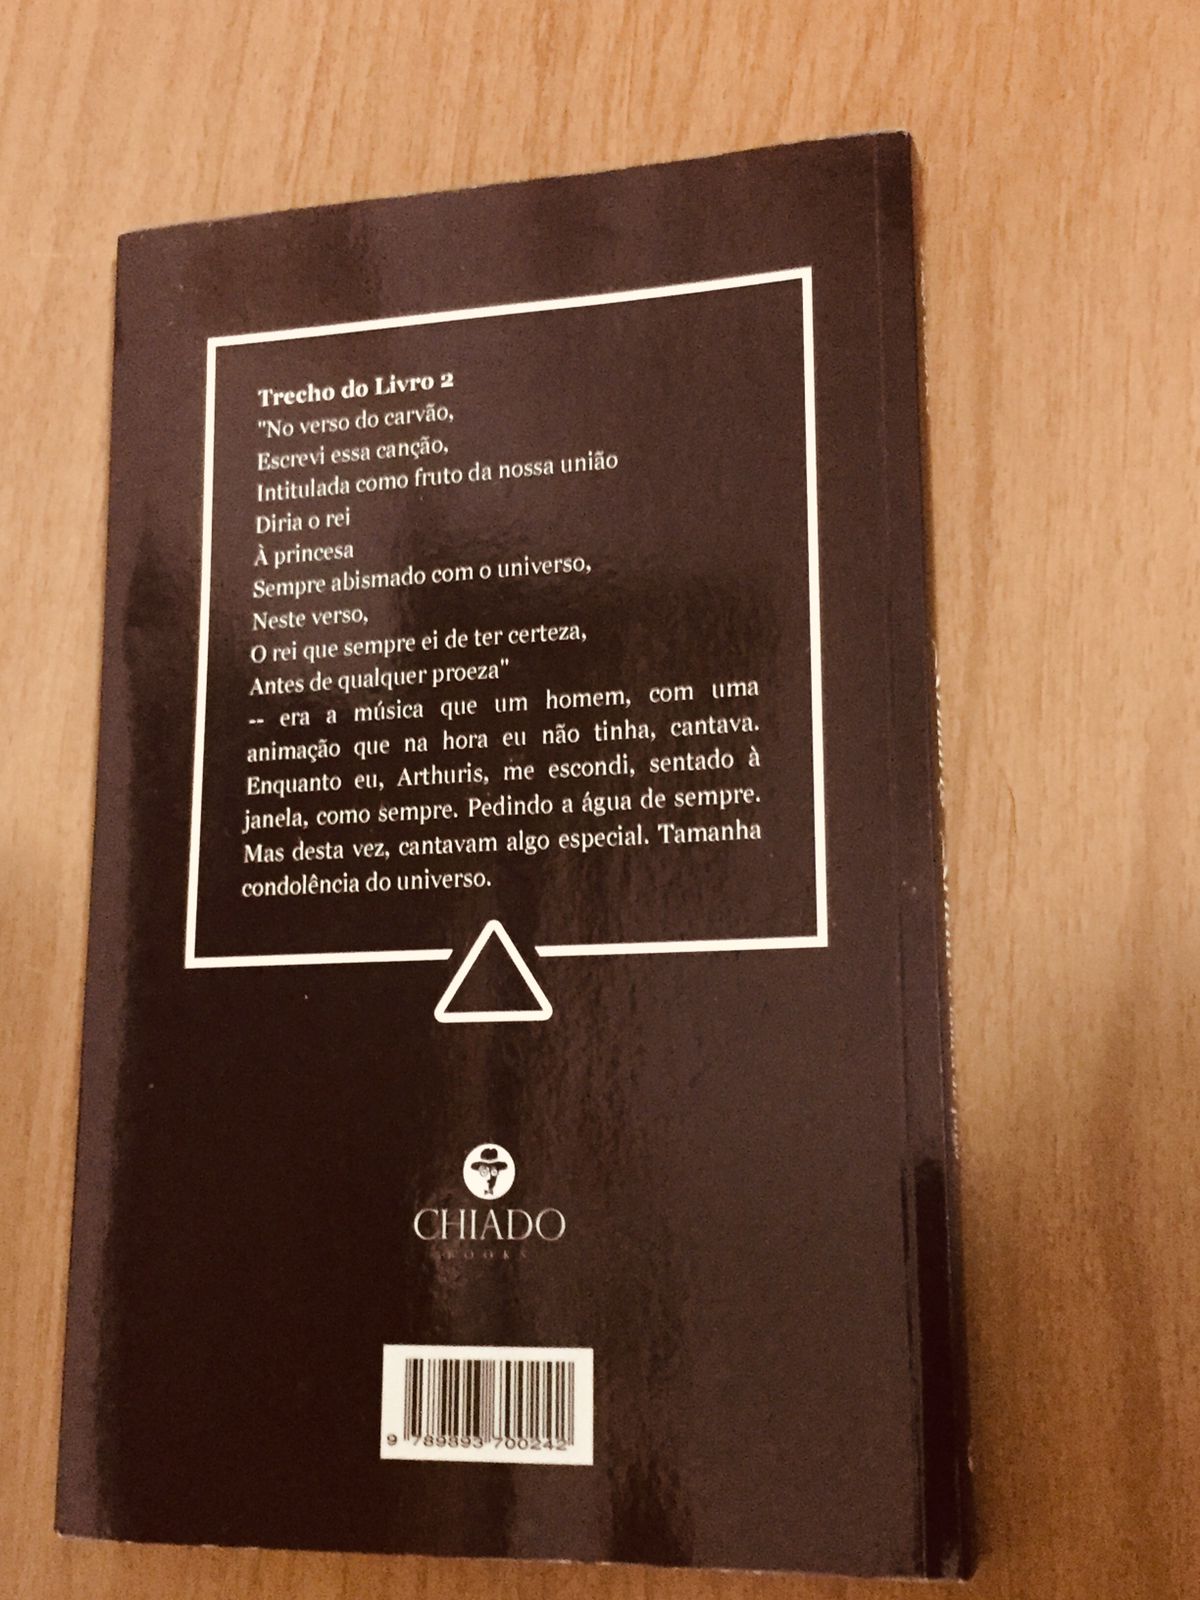 Trecho do Livro 2
"No verso do carvão,
Escrevi essa canção,
Intitulada como fruto da nossa união
Diria o rei
À princesa
Sempre abismado com o universo,
Neste verso,
O rei que sempre ei de ter certeza,
Antes de qualquer proeza"
-- era a música que um homem, com uma
animação que na hora eu não tinha, cantava.
Enquanto eu, Arthuris, me escondi, sentado à
janela, como sempre. Pedindo a água de sempre.
Mas desta vez, cantavam algo especial. Tamanha
condolência do universo.
CHIADO
BOOKS
9 789893 700242